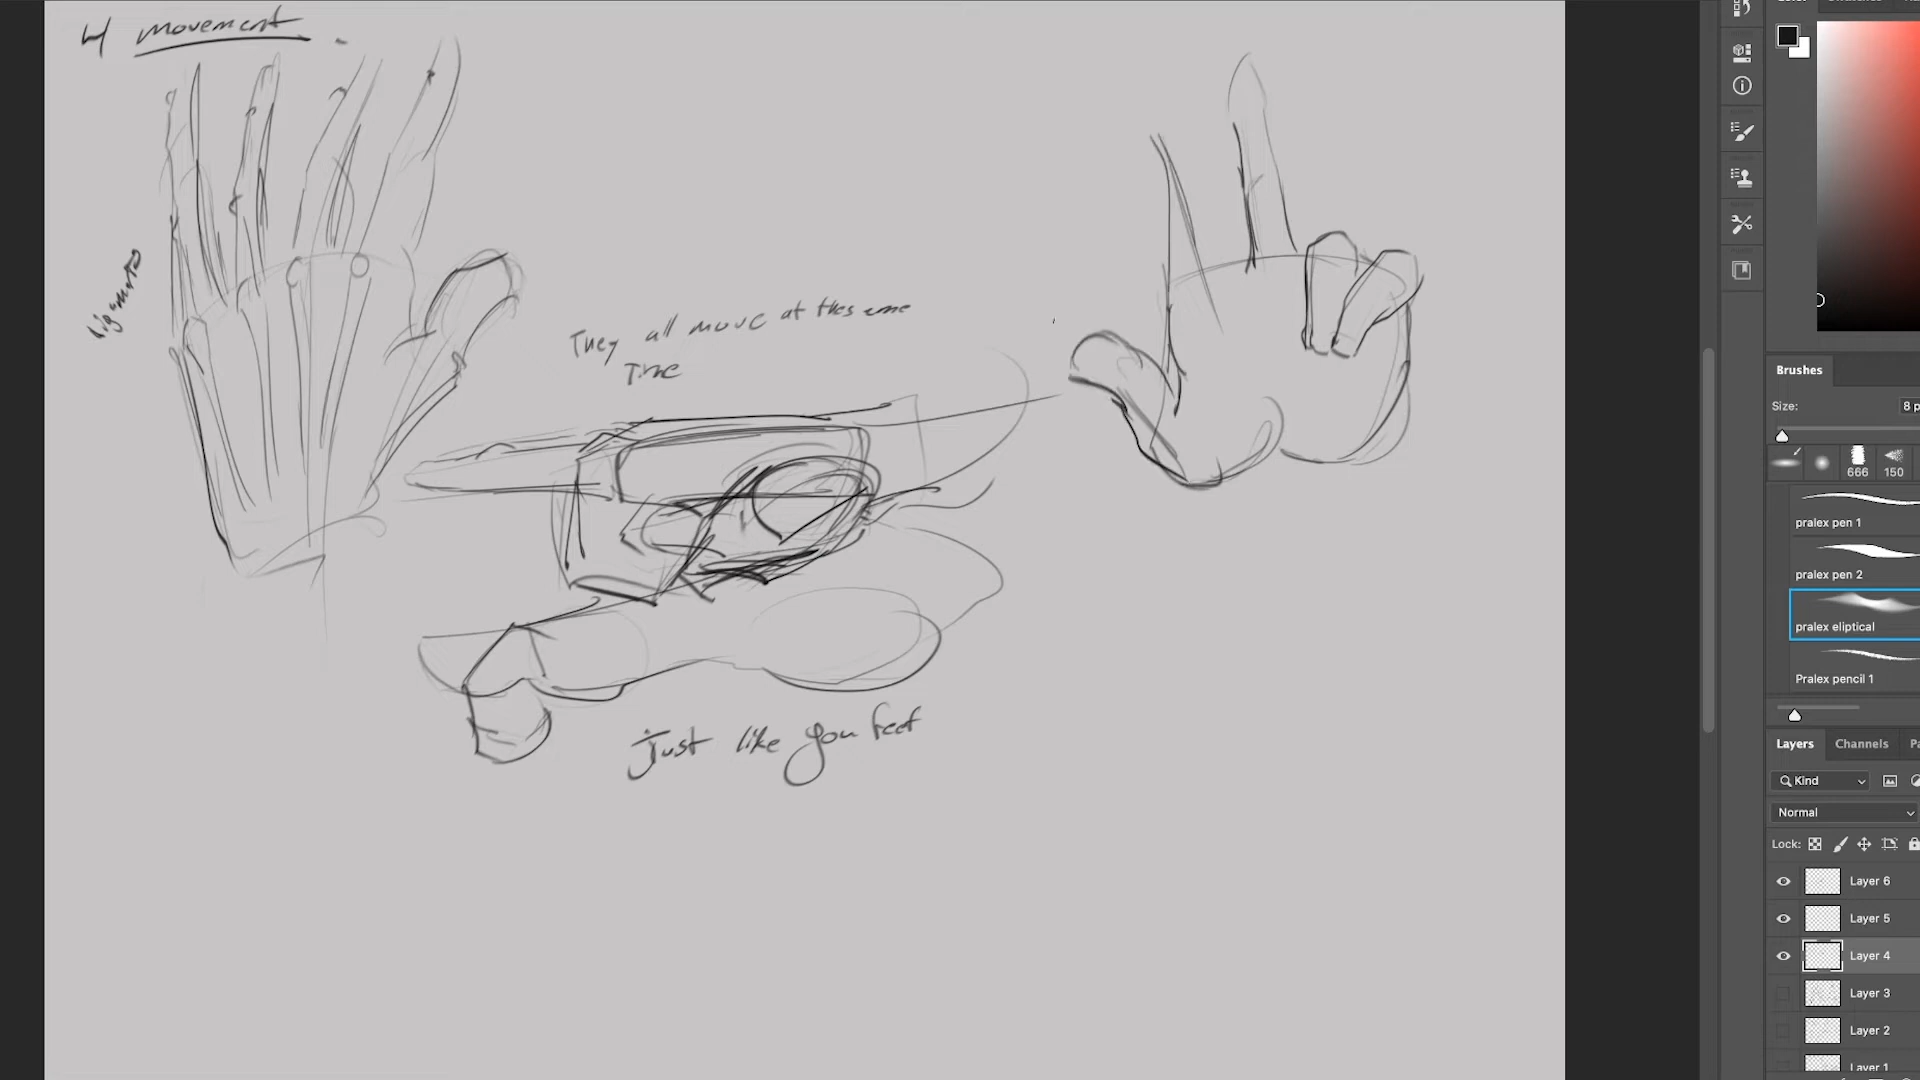 4 movement
ligaments
They all move at the same
Time
just like you feet
Brushes
Size: 8 p
666 150
pralex pen 1
pralex pen 2
pralex eliptical
Pralex pencil 1
Layers Channels Pa
Kind
Normal
Lock:
Layer 6
Layer 5
Layer 4
Layer 3
Layer 2
Layer 1